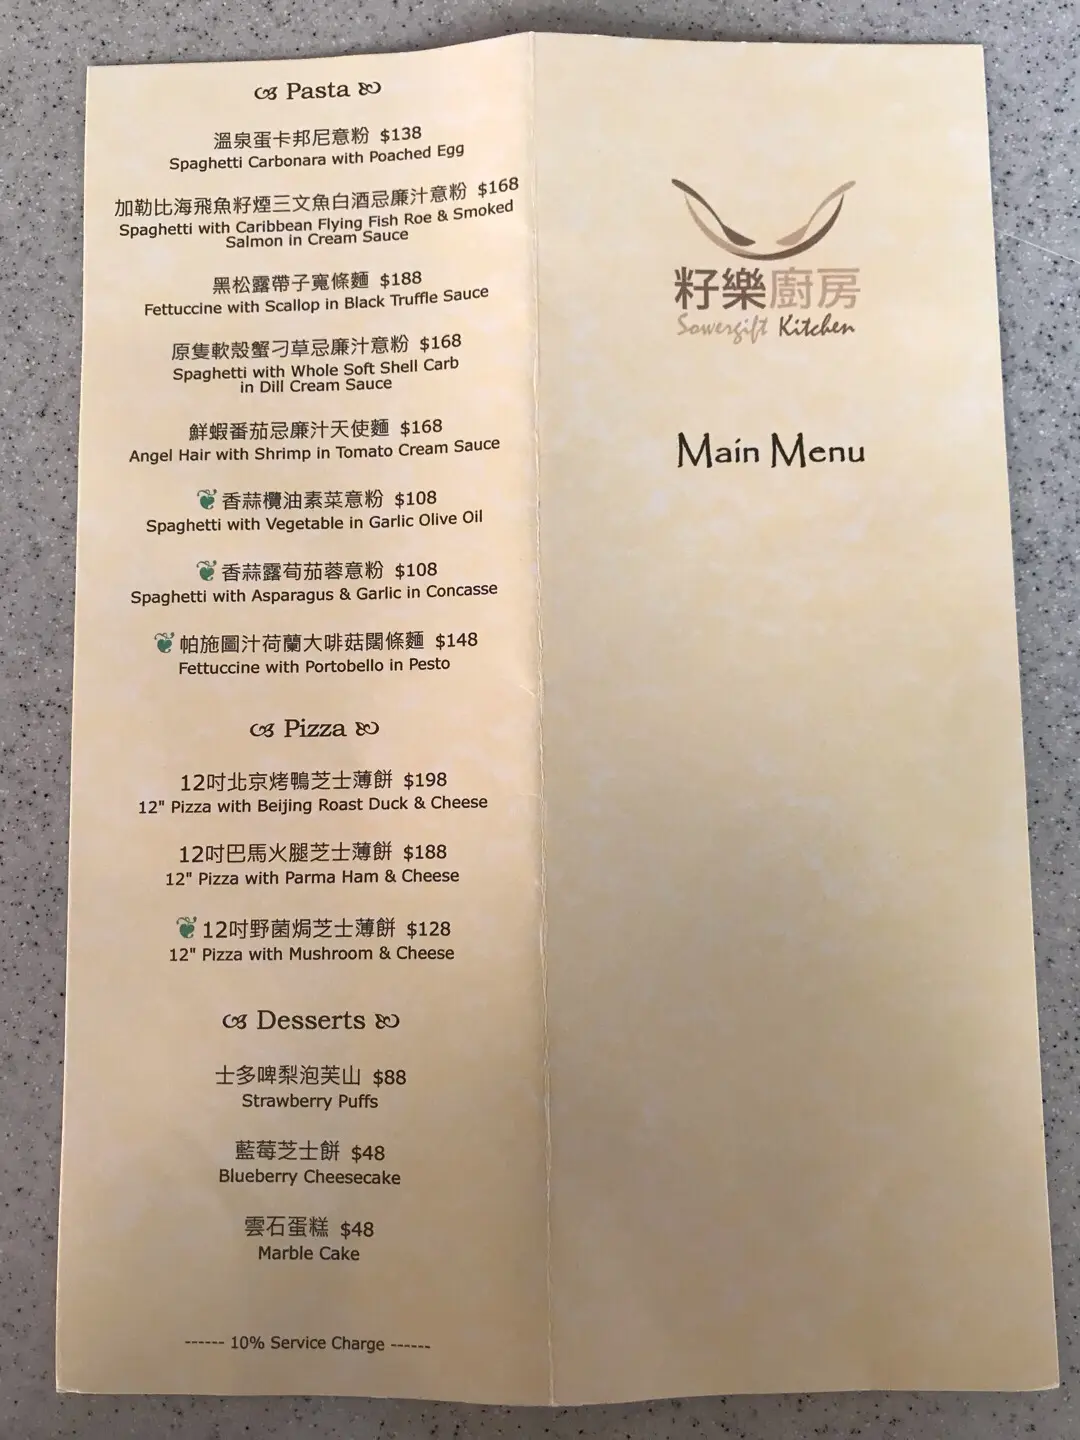 Pasta
溫泉蛋卡邦尼意粉 $138
Spaghetti Carbonara with Poached Egg
加勒比海飛魚籽煙三文魚白酒忌廉汁意粉 $168
Spaghetti with Caribbean Flying Fish Roe & Smoked
Salmon in Cream Sauce
黑松露帶子寬條麵 $188
Fettuccine with Scallop in Black Truffle Sauce
原隻軟殼蟹刁草忌廉汁意粉 $168
Spaghetti with Whole Soft Shell Carb
in Dill Cream Sauce
鮮蝦番茄忌廉汁天使麵 $168
Angel Hair with Shrimp in Tomato Cream Sauce
香蒜欖油素菜意粉 $108
Spaghetti with Vegetable in Garlic Olive Oil
香蒜露荀茄蓉意粉 $108
Spaghetti with Asparagus & Garlic in Concasse
帕施圖汁荷蘭大啡菇闊條麵 $148
Fettuccine with Portobello in Pesto
Pizza
12吋北京烤鴨芝士薄餅 $198
12" Pizza with Beijing Roast Duck & Cheese
12吋巴馬火腿芝士薄餅 $188
12" Pizza with Parma Ham & Cheese
12吋野菌焗芝士薄餅 $128
12" Pizza with Mushroom & Cheese
Desserts
士多啤梨泡芙山 $88
Strawberry Puffs
藍莓芝士餅 $48
Blueberry Cheesecake
雲石蛋糕 $48
Marble Cake
------ 10% Service Charge ------
籽樂廚房
Sowergift Kitchen
Main Menu